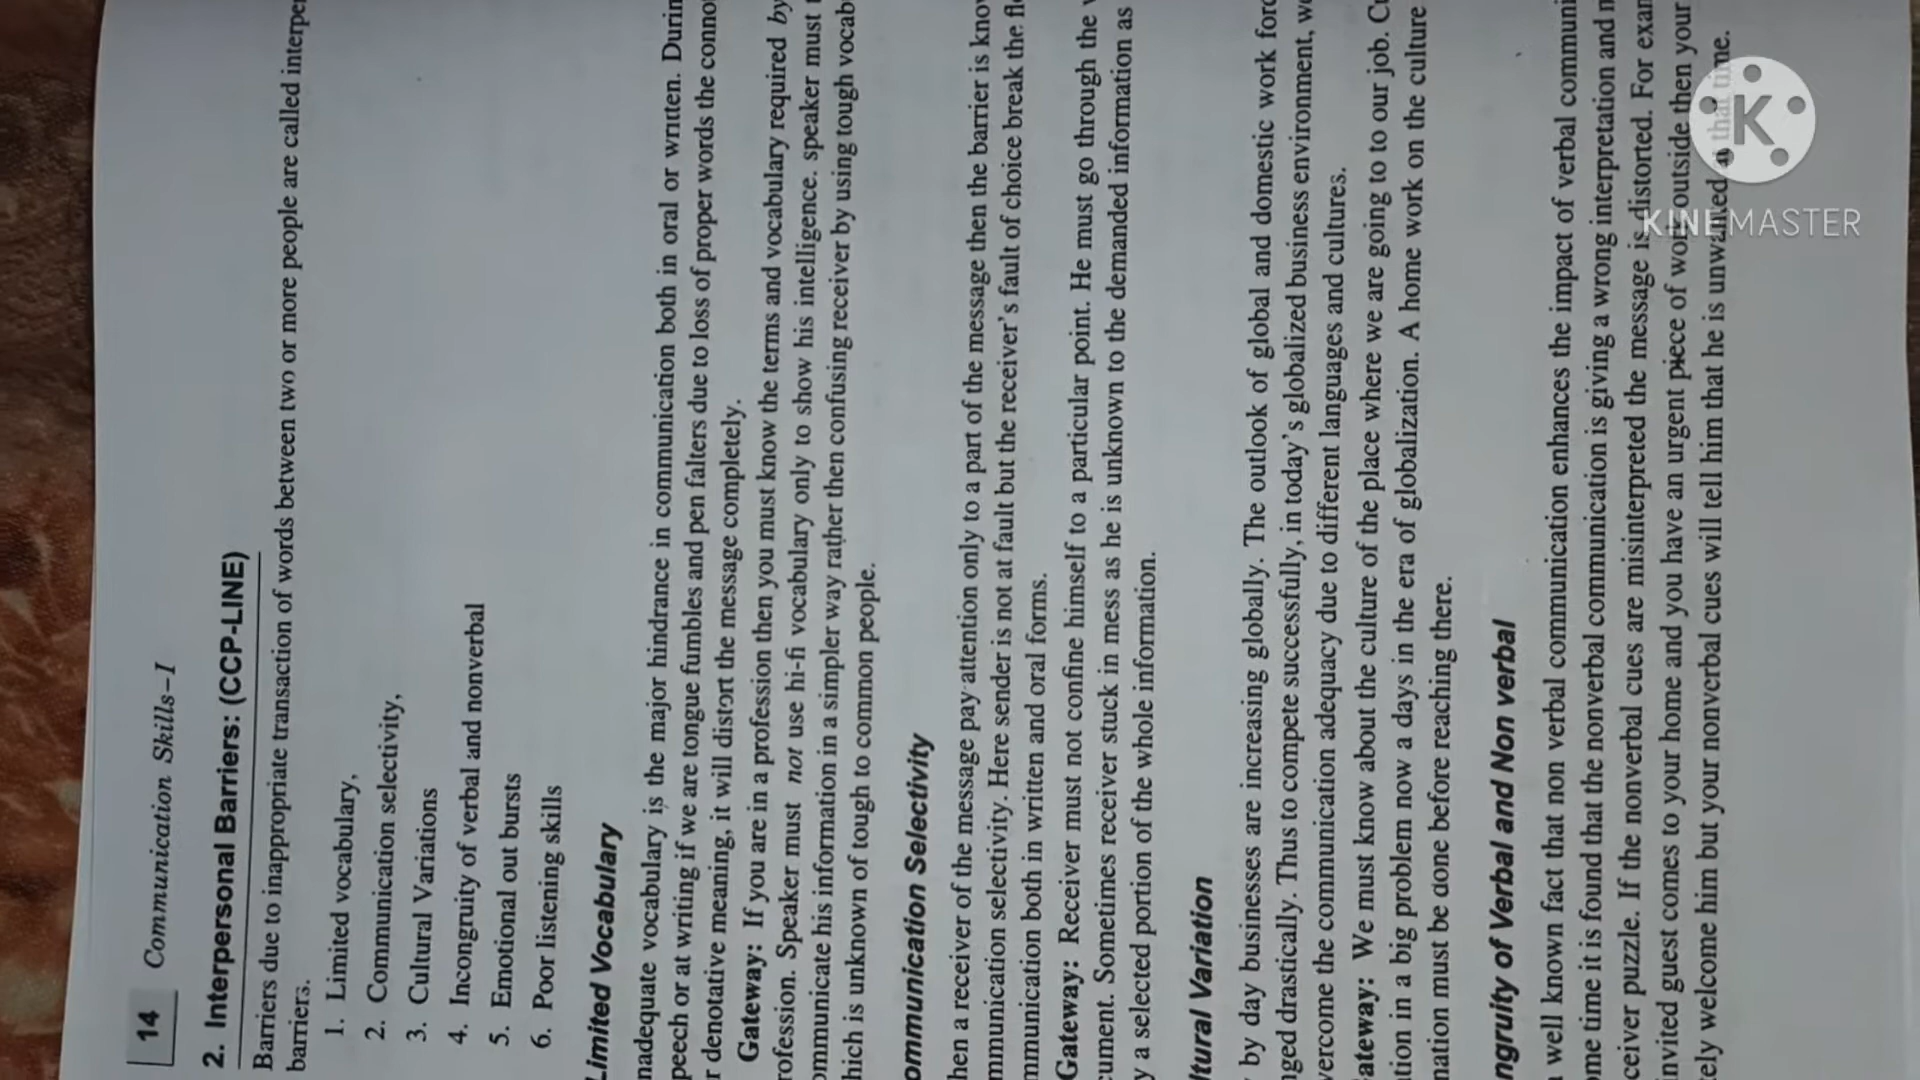 14 Communication Skills–I
2. Interpersonal Barriers: (CCP-LINE)
Barriers due to inappropriate transaction of words between two or more people are called interper
barriers.
1. Limited vocabulary,
2. Communication selectivity,
3. Cultural Variations
4. Incongruity of verbal and nonverbal
5. Emotional out bursts
6. Poor listening skills
Limited Vocabulary
nadequate vocabulary is the major hindrance in communication both in oral or written. Durin
peech or at writing if we are tongue fumbles and pen falters due to loss of proper words the conno
r denotative meaning, it will distort the message completely.
Gateway: If you are in a profession then you must know the terms and vocabulary required by
rofession. Speaker must not use hi-fi vocabulary only to show his intelligence. speaker must
ommunicate his information in a simpler way rather then confusing receiver by using tough vocab
hich is unknown of tough to common people.
ommunication Selectivity
hen a receiver of the message pay attention only to a part of the message then the barrier is know
mmunication selectivity. Here sender is not at fault but the receiver's fault of choice break the flo
mmunication both in written and oral forms.
Gateway: Receiver must not confine himself to a particular point. He must go through the
cument. Sometimes receiver stuck in mess as he is unknown to the demanded information as
y a selected portion of the whole information.
ltural Variation
by day businesses are increasing globally. The outlook of global and domestic work forc
nged drastically. Thus to compete successfully, in today's globalized business environment, we
vercome the communication adequacy due to different languages and cultures.
ateway: We must know about the culture of the place where we are going to to our job. Cu
tion in a big problem now a days in the era of globalization. A home work on the culture
nation must be done before reaching there.
ngruity of Verbal and Non verbal
well known fact that non verbal communication enhances the impact of verbal communi
ome time it is found that the nonverbal communication is giving a wrong interpretation and m
ceiver puzzle. If the nonverbal cues are misinterpreted the message is distorted. For exam
invited guest comes to your home and you have an urgent piece of work outside then your
tely welcome him but your nonverbal cues will tell him that he is unwanted at that time.
K
KINEMASTER